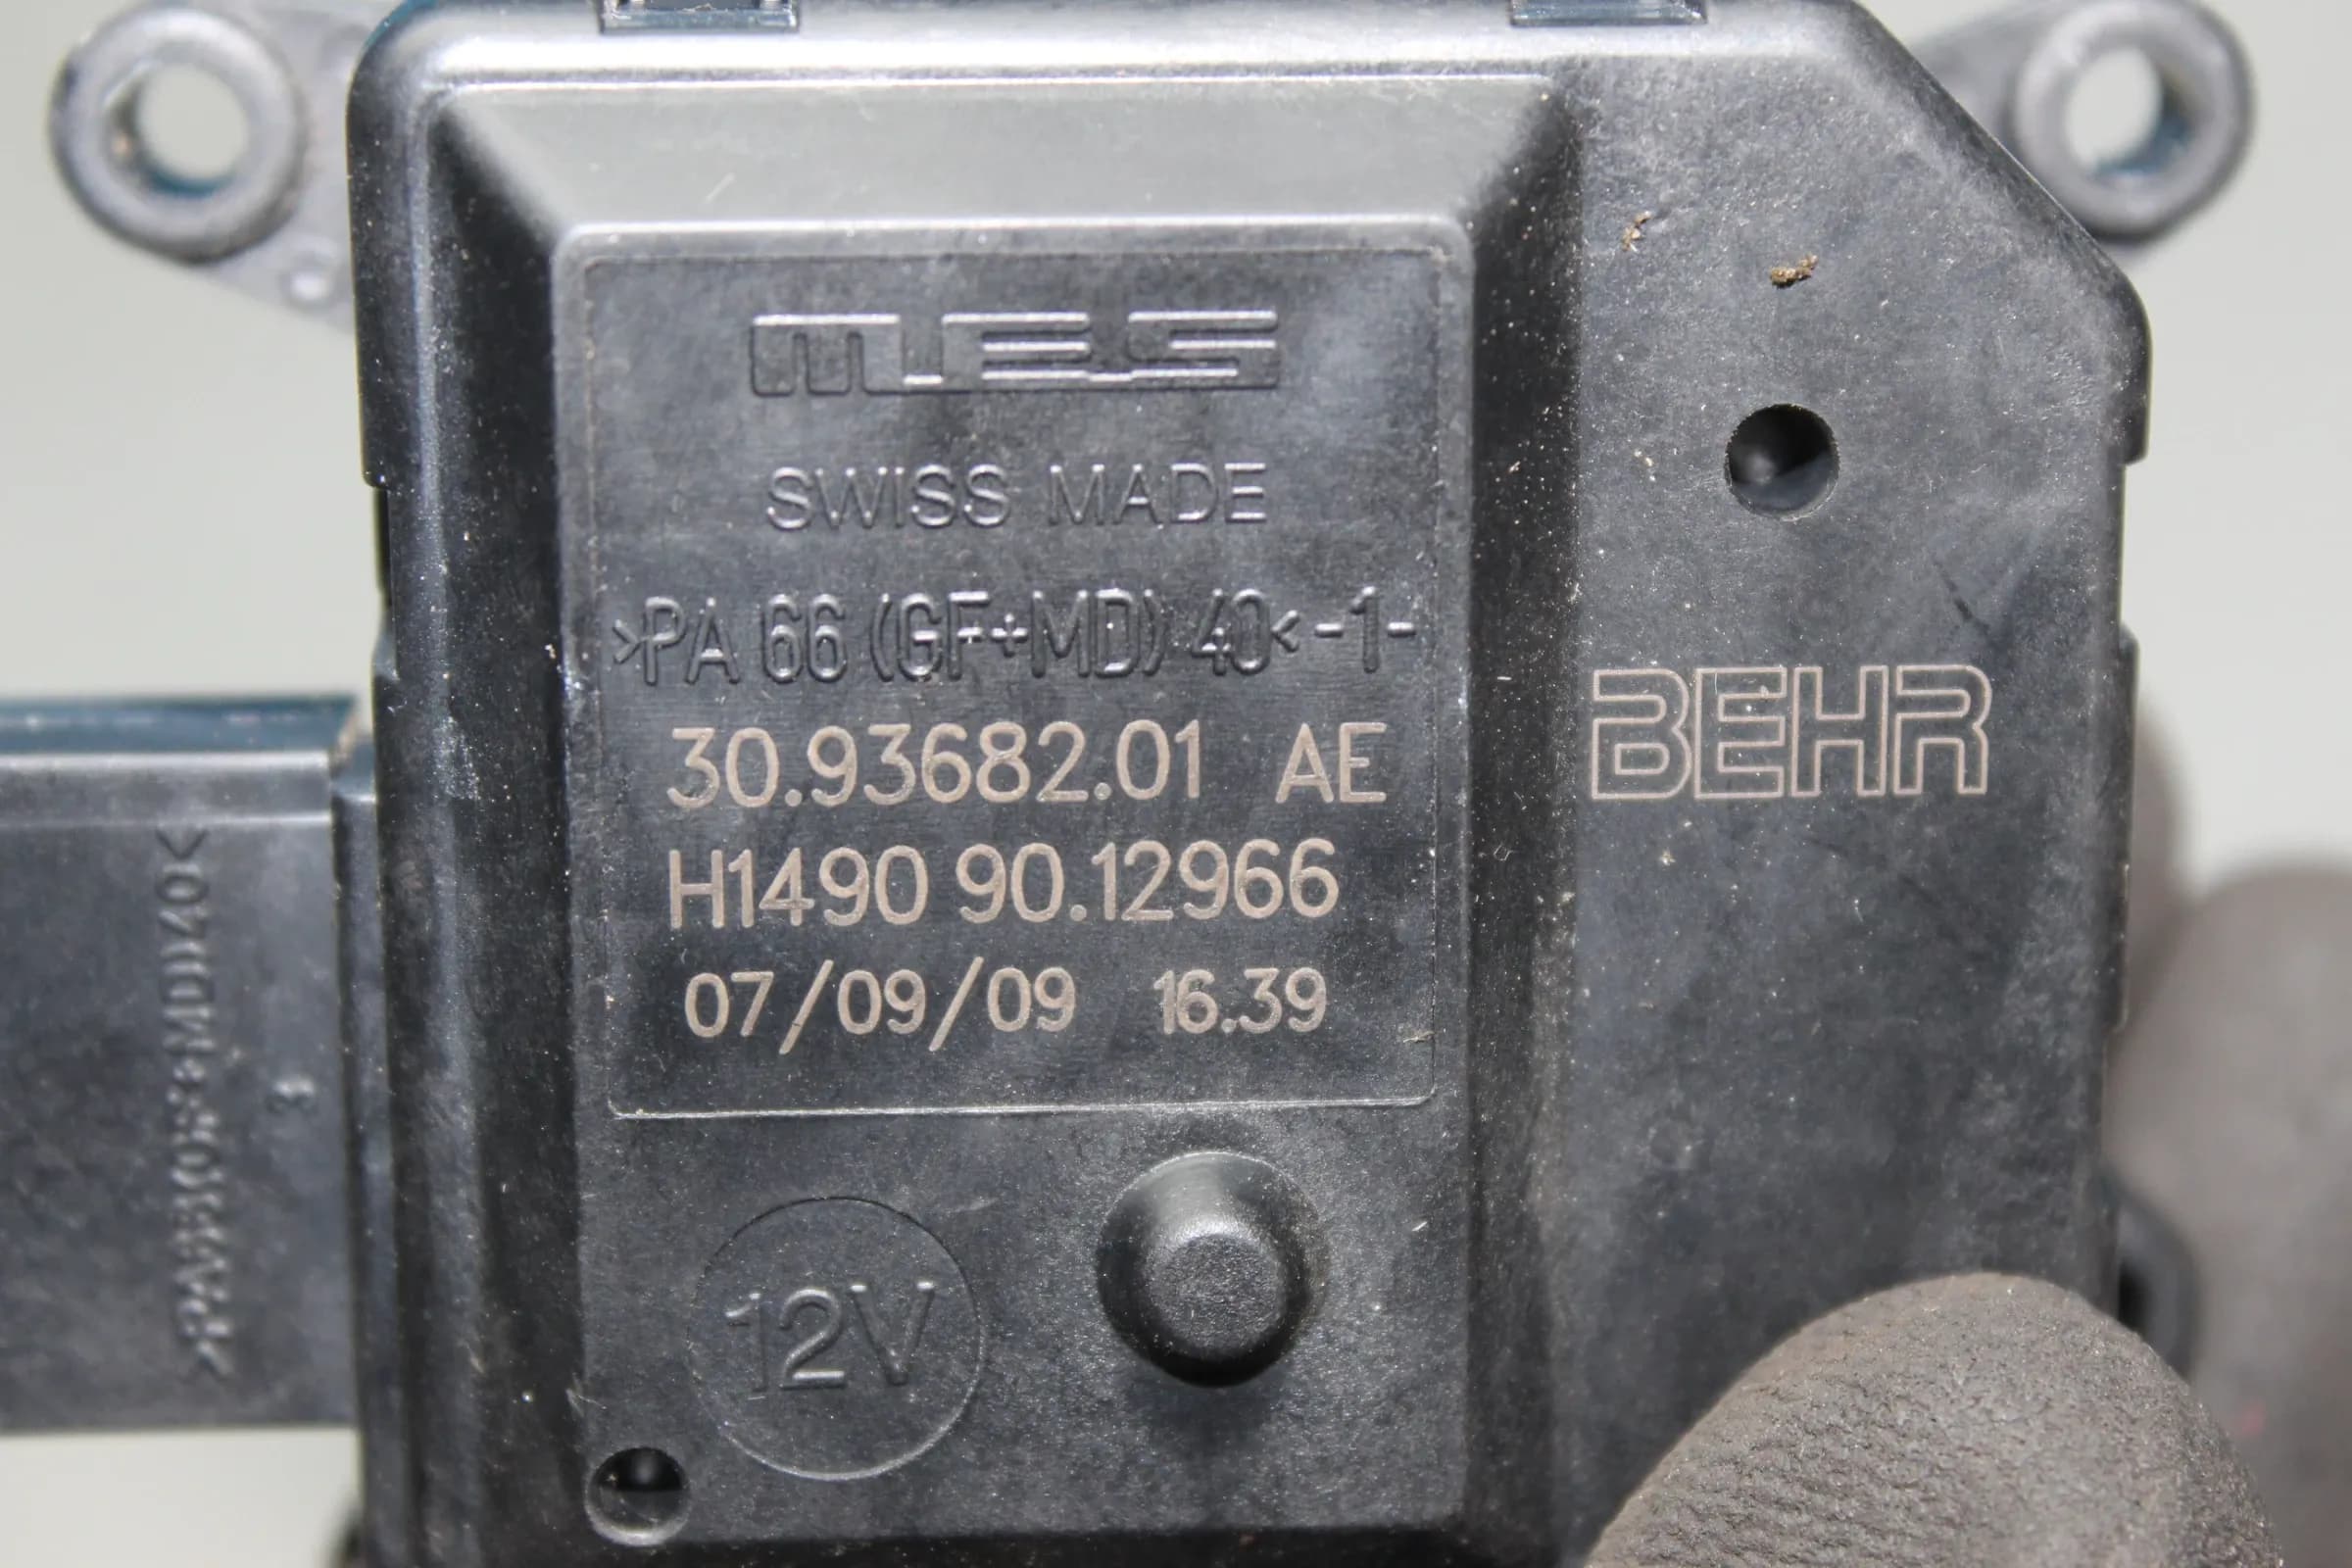 MES
SWISS MADE
>PA 66 (GF+MD) 40< -1-
30.93682.01 AE
H1490 90.12966
07/09/09 16.39
BEHR
12V
3